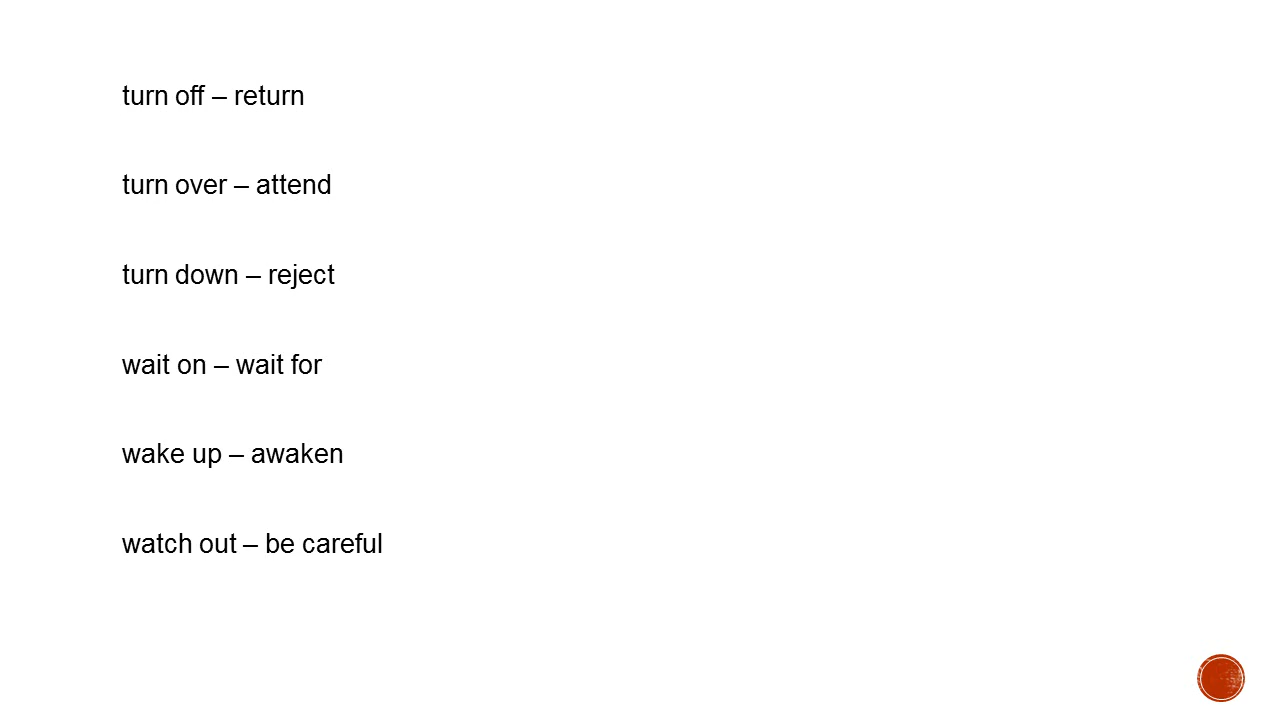 turn off – return
turn over – attend
turn down – reject
wait on – wait for
wake up – awaken
watch out – be careful